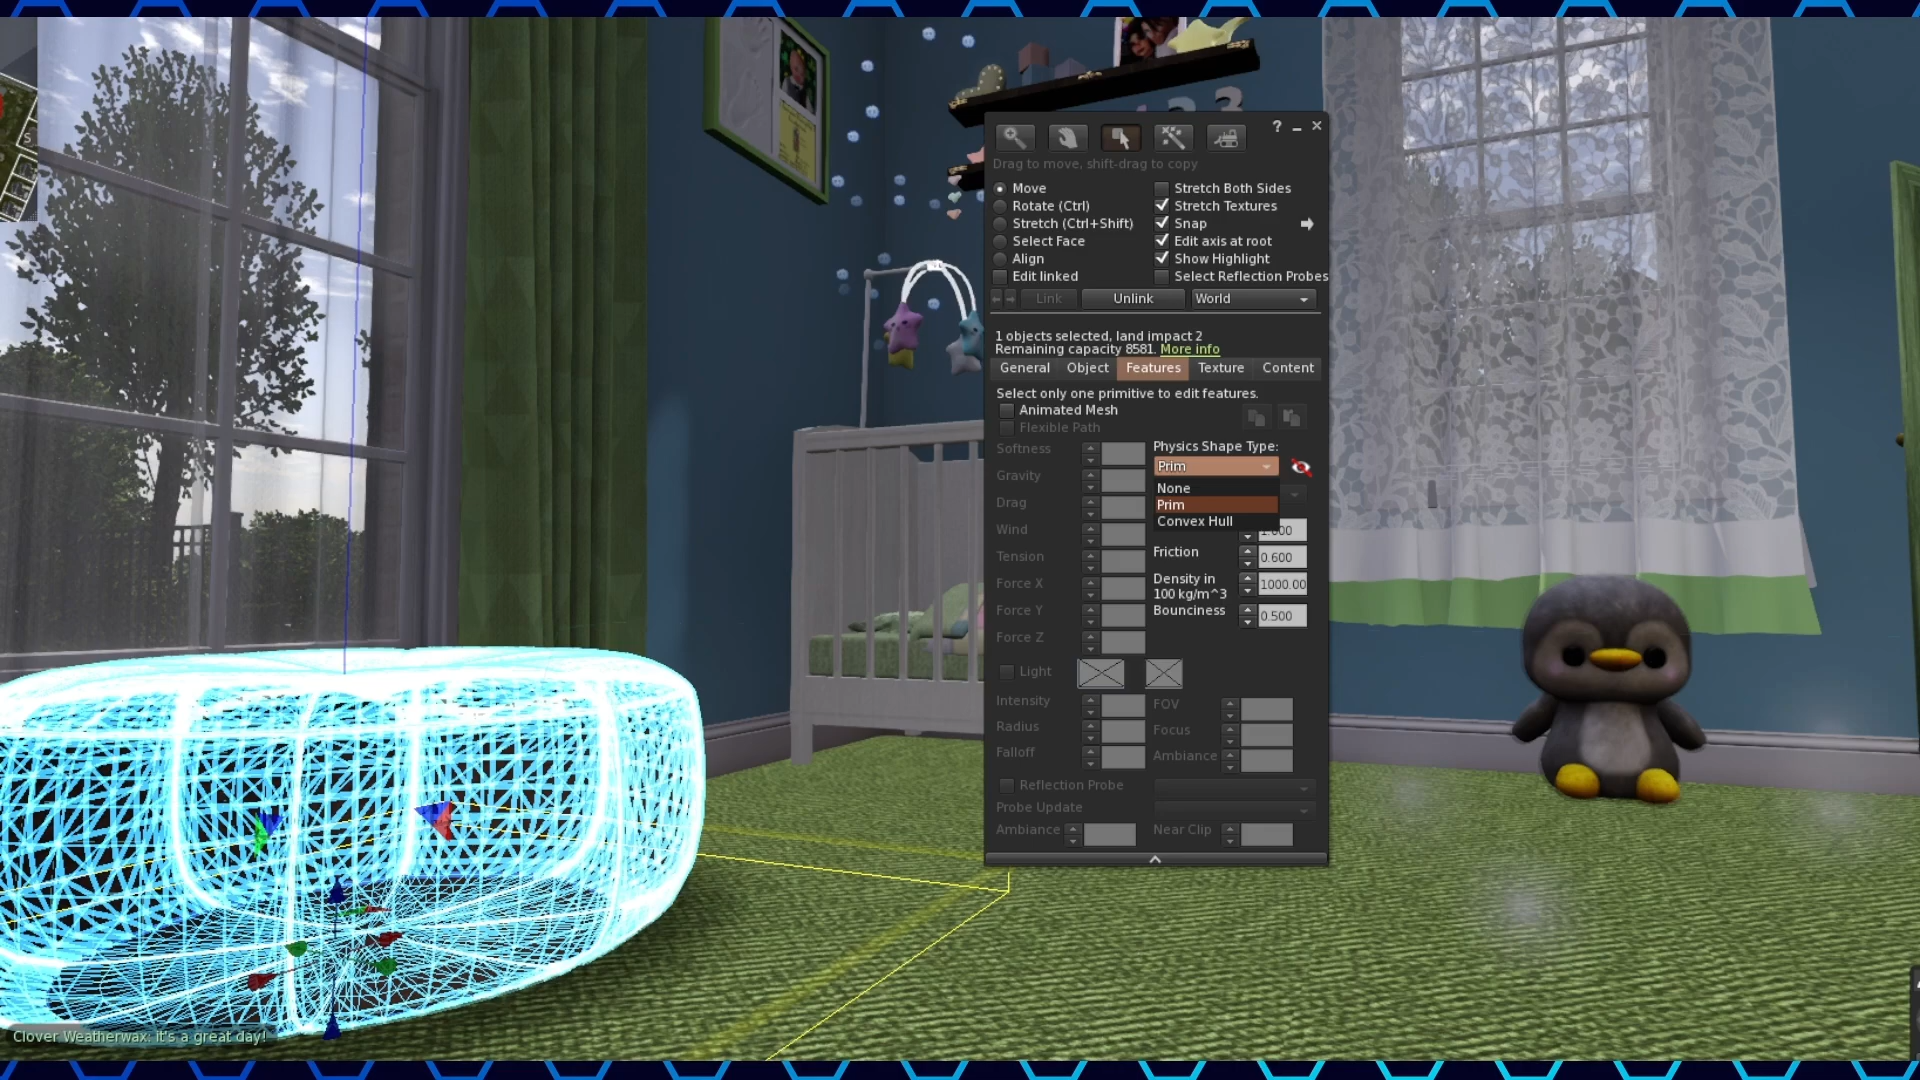 Drag to move, shift-drag to copy
Move
Stretch Both Sides
Rotate (Ctrl)
Stretch Textures
Stretch (Ctrl+Shift)
Snap
Select Face
Edit axis at root
Align
Show Highlight
Edit linked
Select Reflection Probes
Link
Unlink
World
1 objects selected, land impact 2
Remaining capacity 8581. More info
General Object Features Texture Content
Select only one primitive to edit features.
Animated Mesh
Flexible Path
Softness
Gravity
Drag
Wind
Tension
Force X
Force Y
Force Z
Physics Shape Type:
Prim
None
Prim
Convex Hull
1.000
Friction
0.600
Density in
100 kg/m^3
1000.00
Bounciness
0.500
Light
Intensity
Radius
Falloff
FOV
Focus
Ambiance
Reflection Probe
Probe Update
Ambiance
Near Clip
Clover Weatherwax: it's a great day!